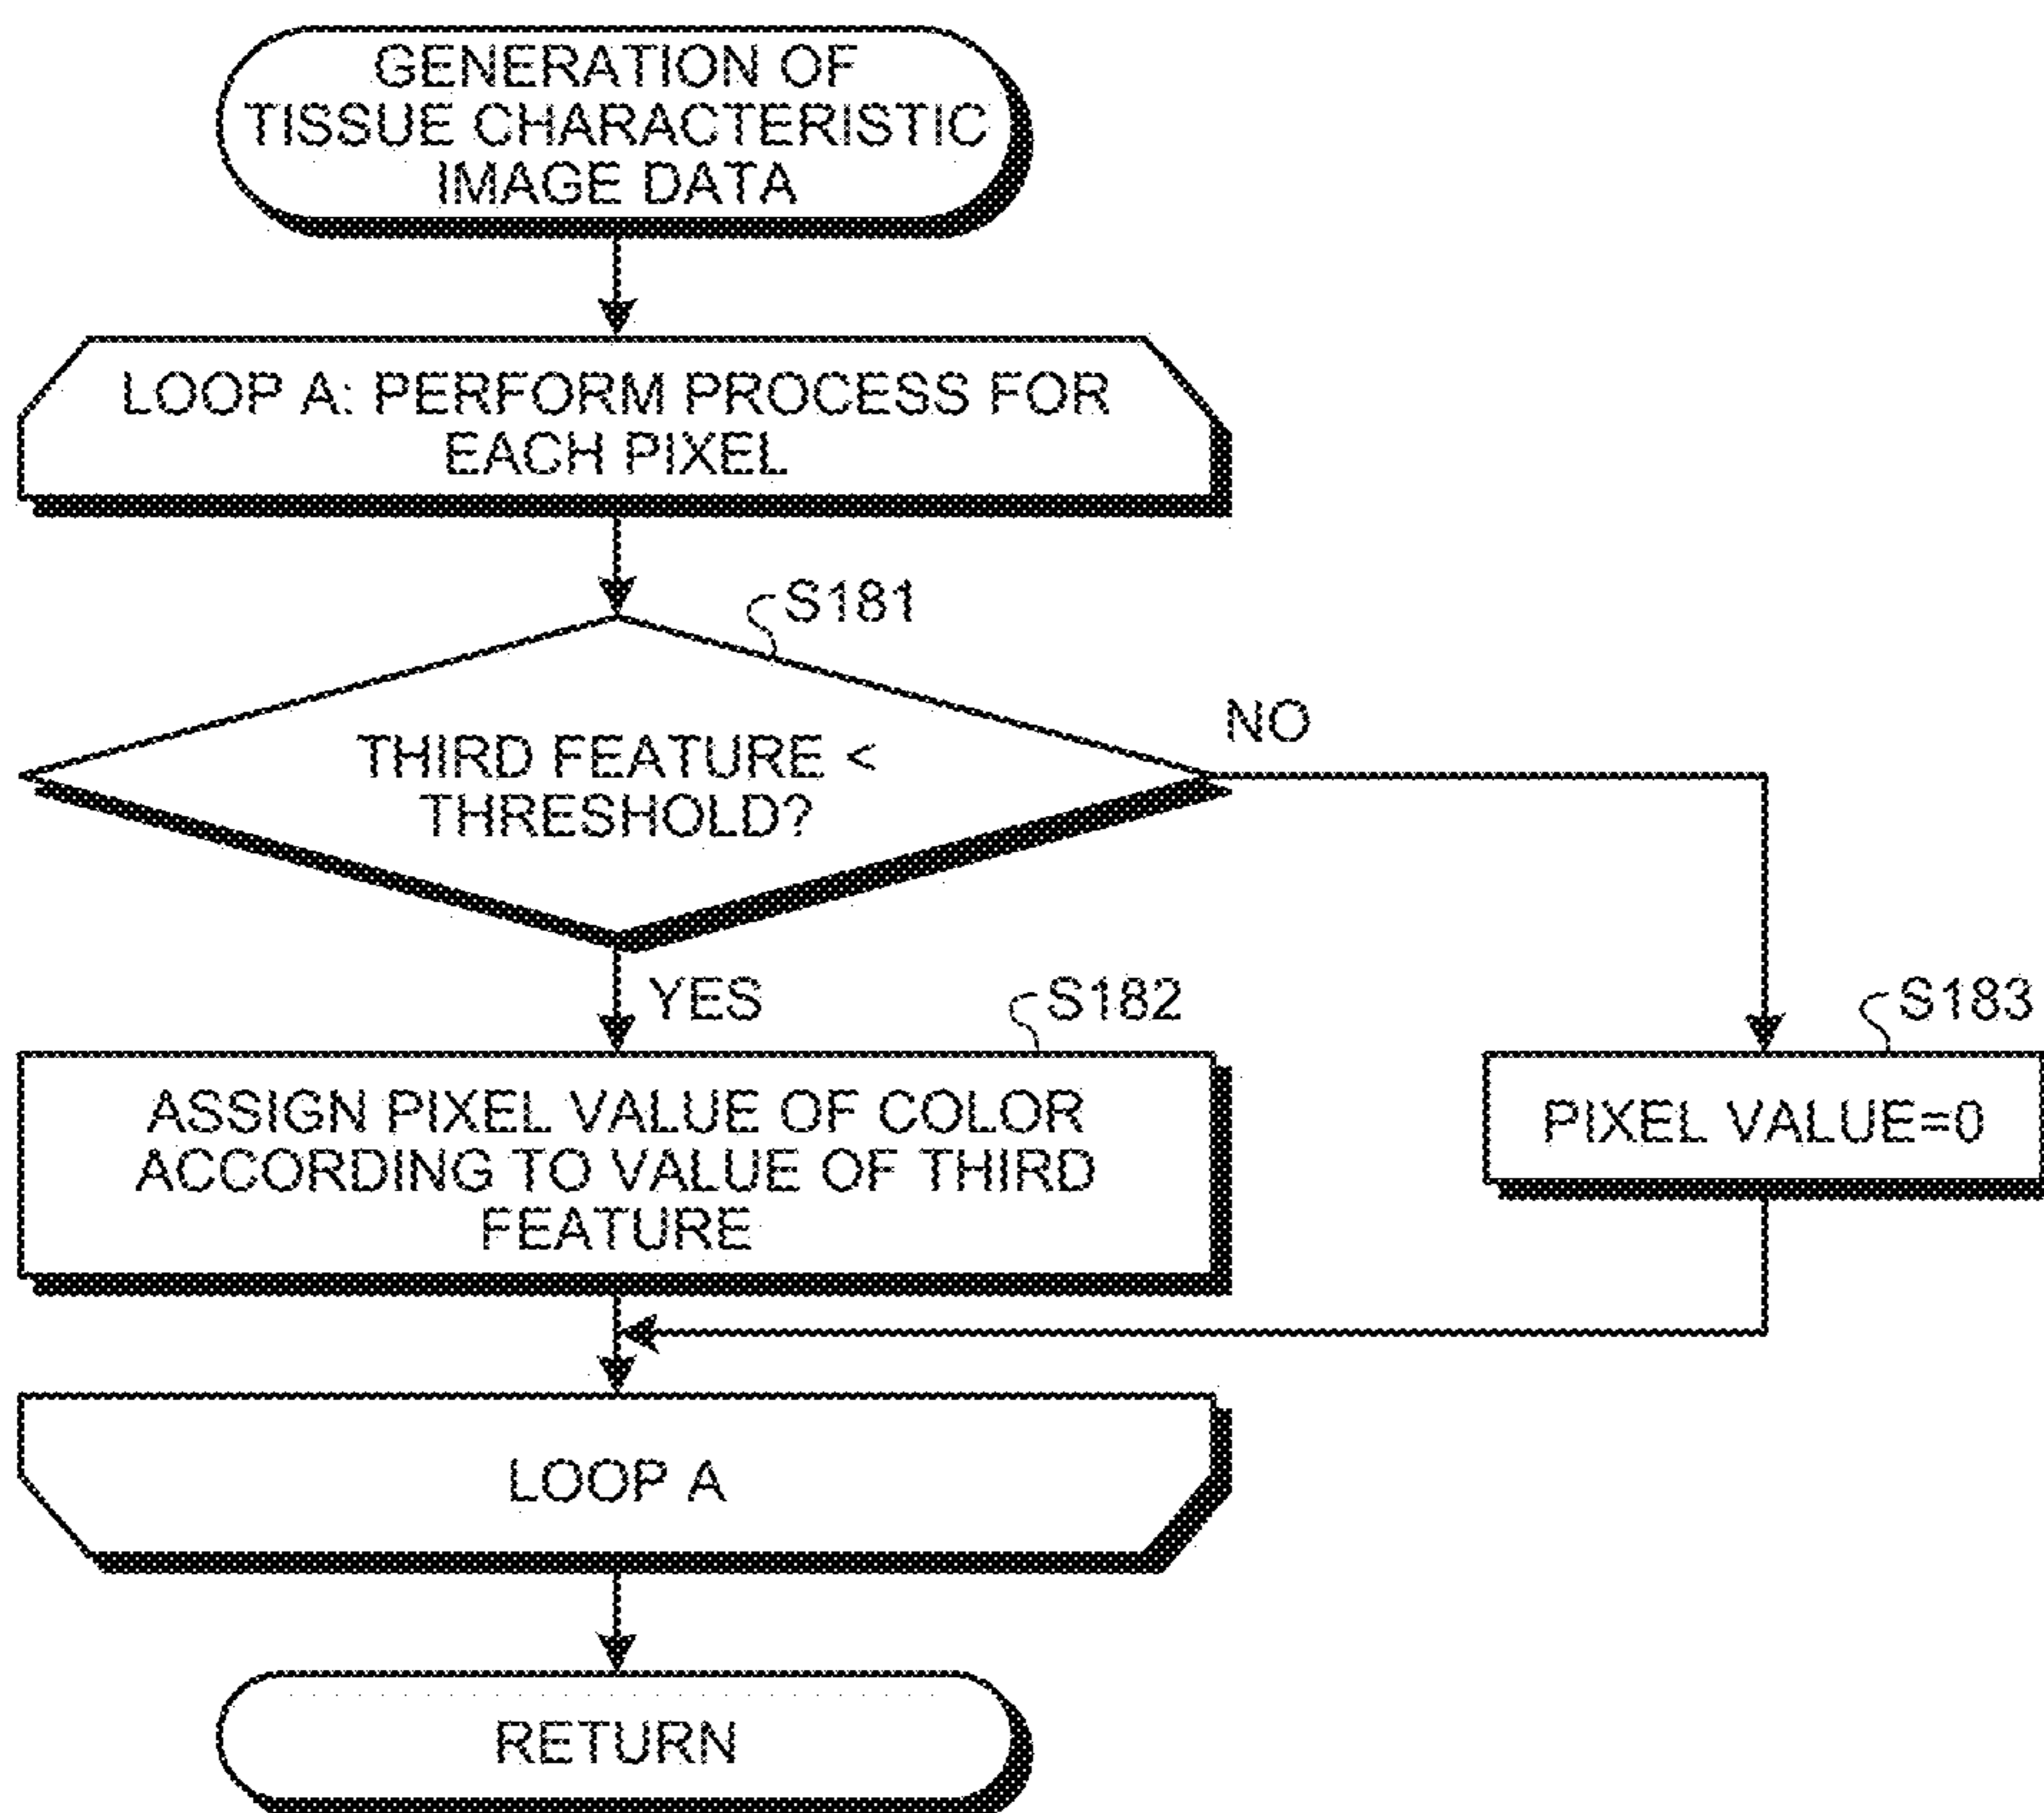 GENERATION OF
TISSUE CHARACTERISTIC
IMAGE DATA
LOOP A: PERFORM PROCESS FOR
EACH PIXEL
S181
THIRD FEATURE <
THRESHOLD?
NO
YES
S182
S183
ASSIGN PIXEL VALUE OF COLOR
ACCORDING TO VALUE OF THIRD
FEATURE
PIXEL VALUE=0
LOOP A
RETURN